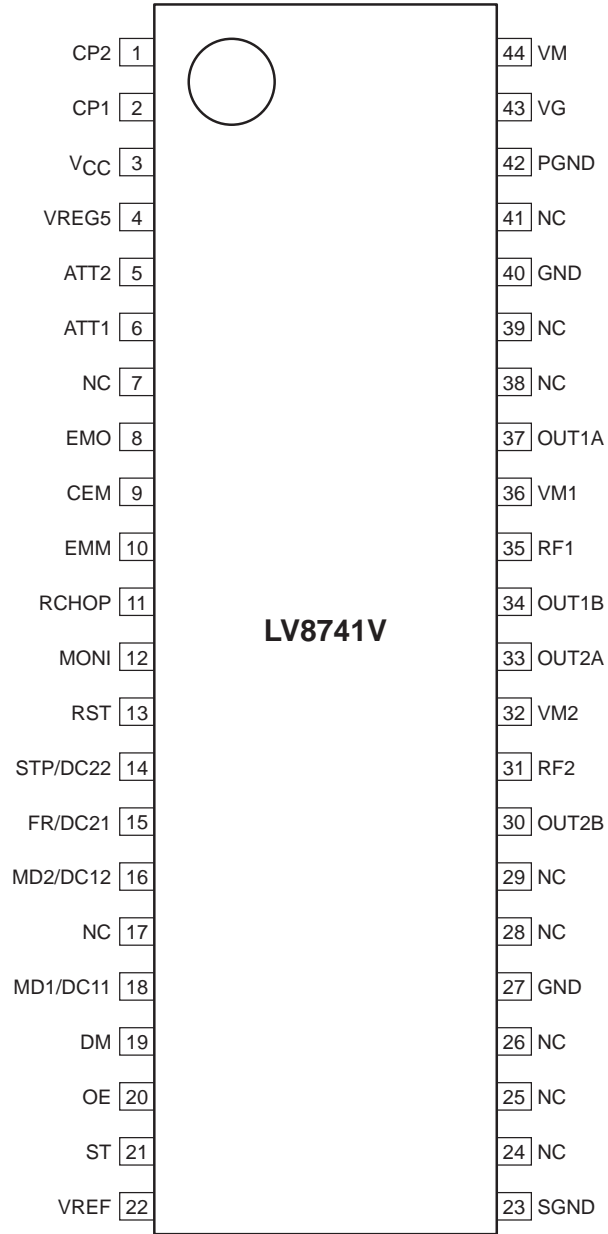 CP2 1 44 VM
CP1 2 43 VG
VCC 3 42 PGND
VREG5 4 41 NC
ATT2 5 40 GND
ATT1 6 39 NC
NC 7 38 NC
EMO 8 37 OUT1A
CEM 9 36 VM1
EMM 10 35 RF1
RCHOP 11 34 OUT1B
LV8741V
MONI 12 33 OUT2A
RST 13 32 VM2
STP/DC22 14 31 RF2
FR/DC21 15 30 OUT2B
MD2/DC12 16 29 NC
NC 17 28 NC
MD1/DC11 18 27 GND
DM 19 26 NC
OE 20 25 NC
ST 21 24 NC
VREF 22 23 SGND